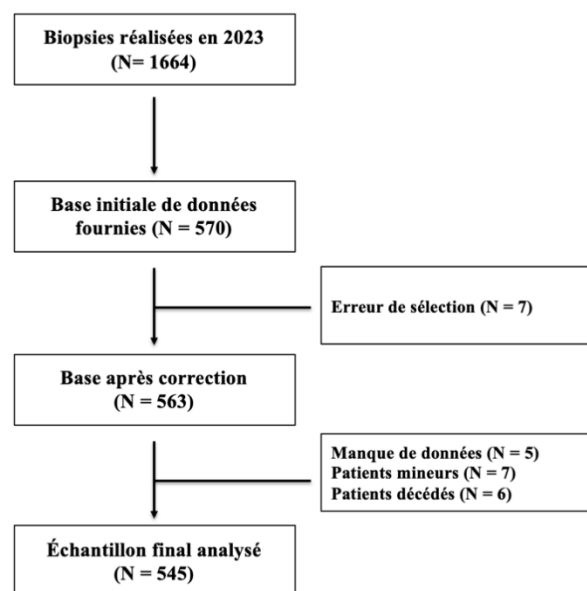 Biopsies réalisées en 2023
(N= 1664)
Base initiale de données
fournies (N = 570)
Erreur de sélection (N = 7)
Base après correction
(N = 563)
Manque de données (N = 5)
Patients mineurs (N = 7)
Patients décédés (N = 6)
Échantillon final analysé
(N = 545)